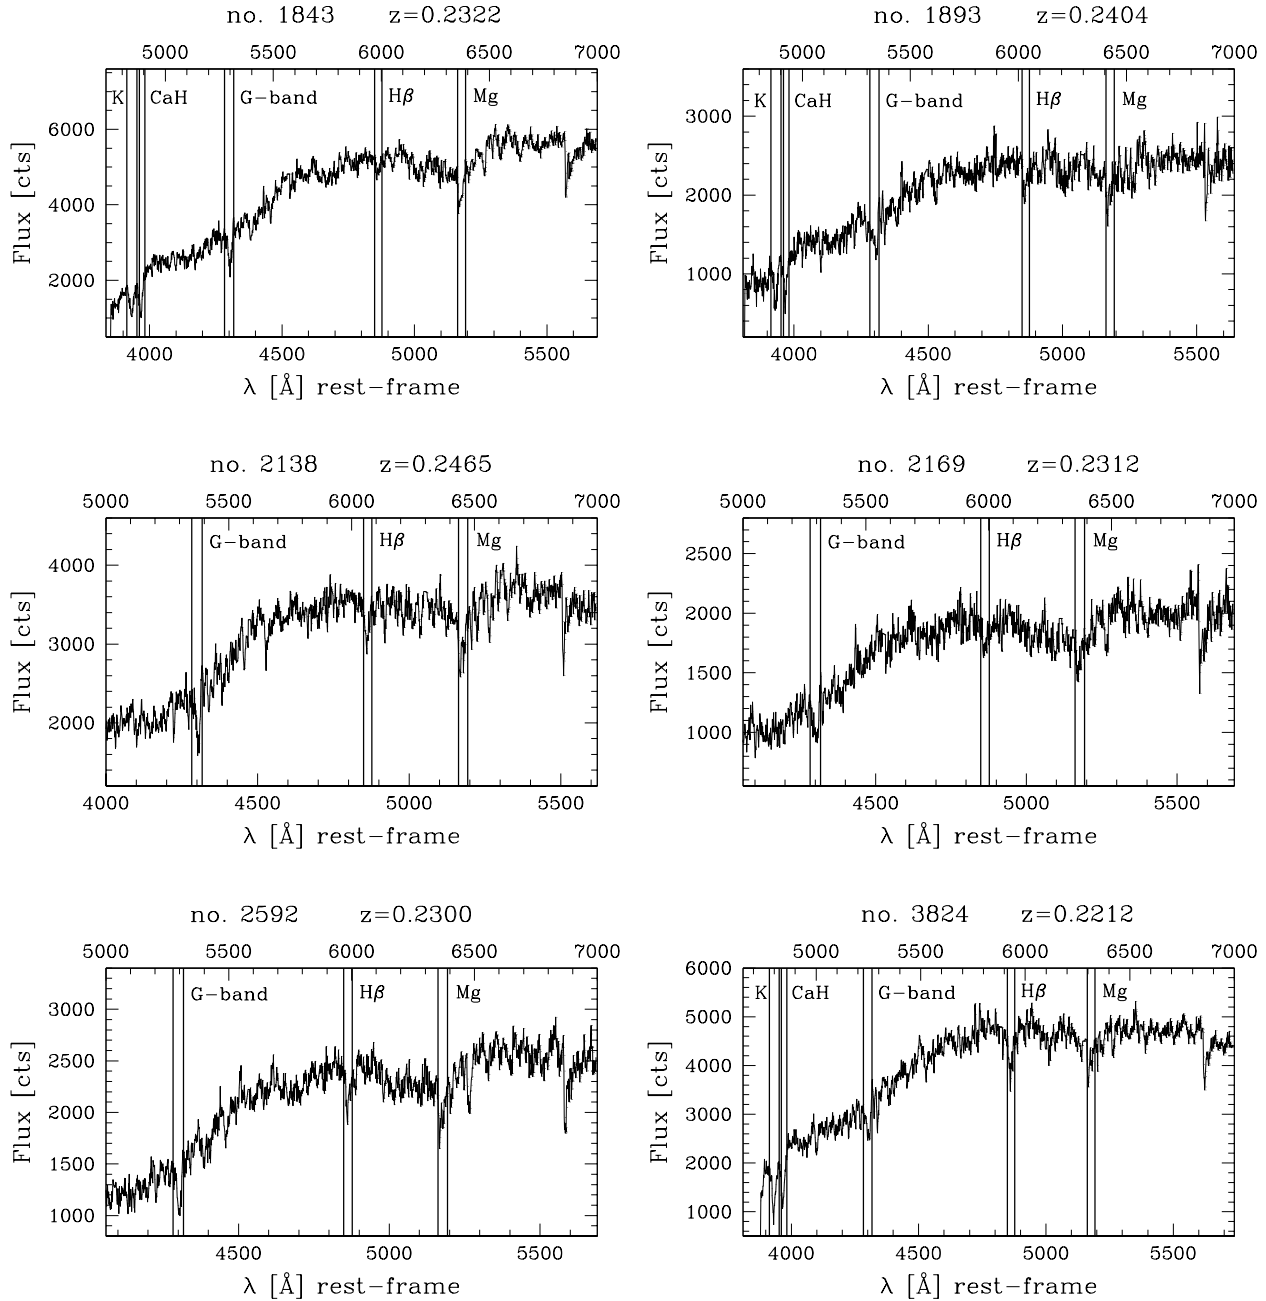 no. 1843 z=0.2322
5000 5500 6000 6500 7000
K CaH G−band Hβ Mg
6000
4000
2000
Flux [cts]
4000 4500 5000 5500
λ [Å] rest−frame
no. 1893 z=0.2404
5000 5500 6000 6500 7000
K CaH G−band Hβ Mg
3000
2000
1000
Flux [cts]
4000 4500 5000 5500
λ [Å] rest−frame
no. 2138 z=0.2465
5000 5500 6000 6500 7000
G−band Hβ Mg
4000
3000
2000
Flux [cts]
4000 4500 5000 5500
λ [Å] rest−frame
no. 2169 z=0.2312
5000 5500 6000 6500 7000
G−band Hβ Mg
2500
2000
1500
1000
Flux [cts]
4500 5000 5500
λ [Å] rest−frame
no. 2592 z=0.2300
5000 5500 6000 6500 7000
G−band Hβ Mg
3000
2500
2000
1500
1000
Flux [cts]
4500 5000 5500
λ [Å] rest−frame
no. 3824 z=0.2212
5000 5500 6000 6500 7000
K CaH G−band Hβ Mg
6000
5000
4000
3000
2000
1000
Flux [cts]
4000 4500 5000 5500
λ [Å] rest−frame